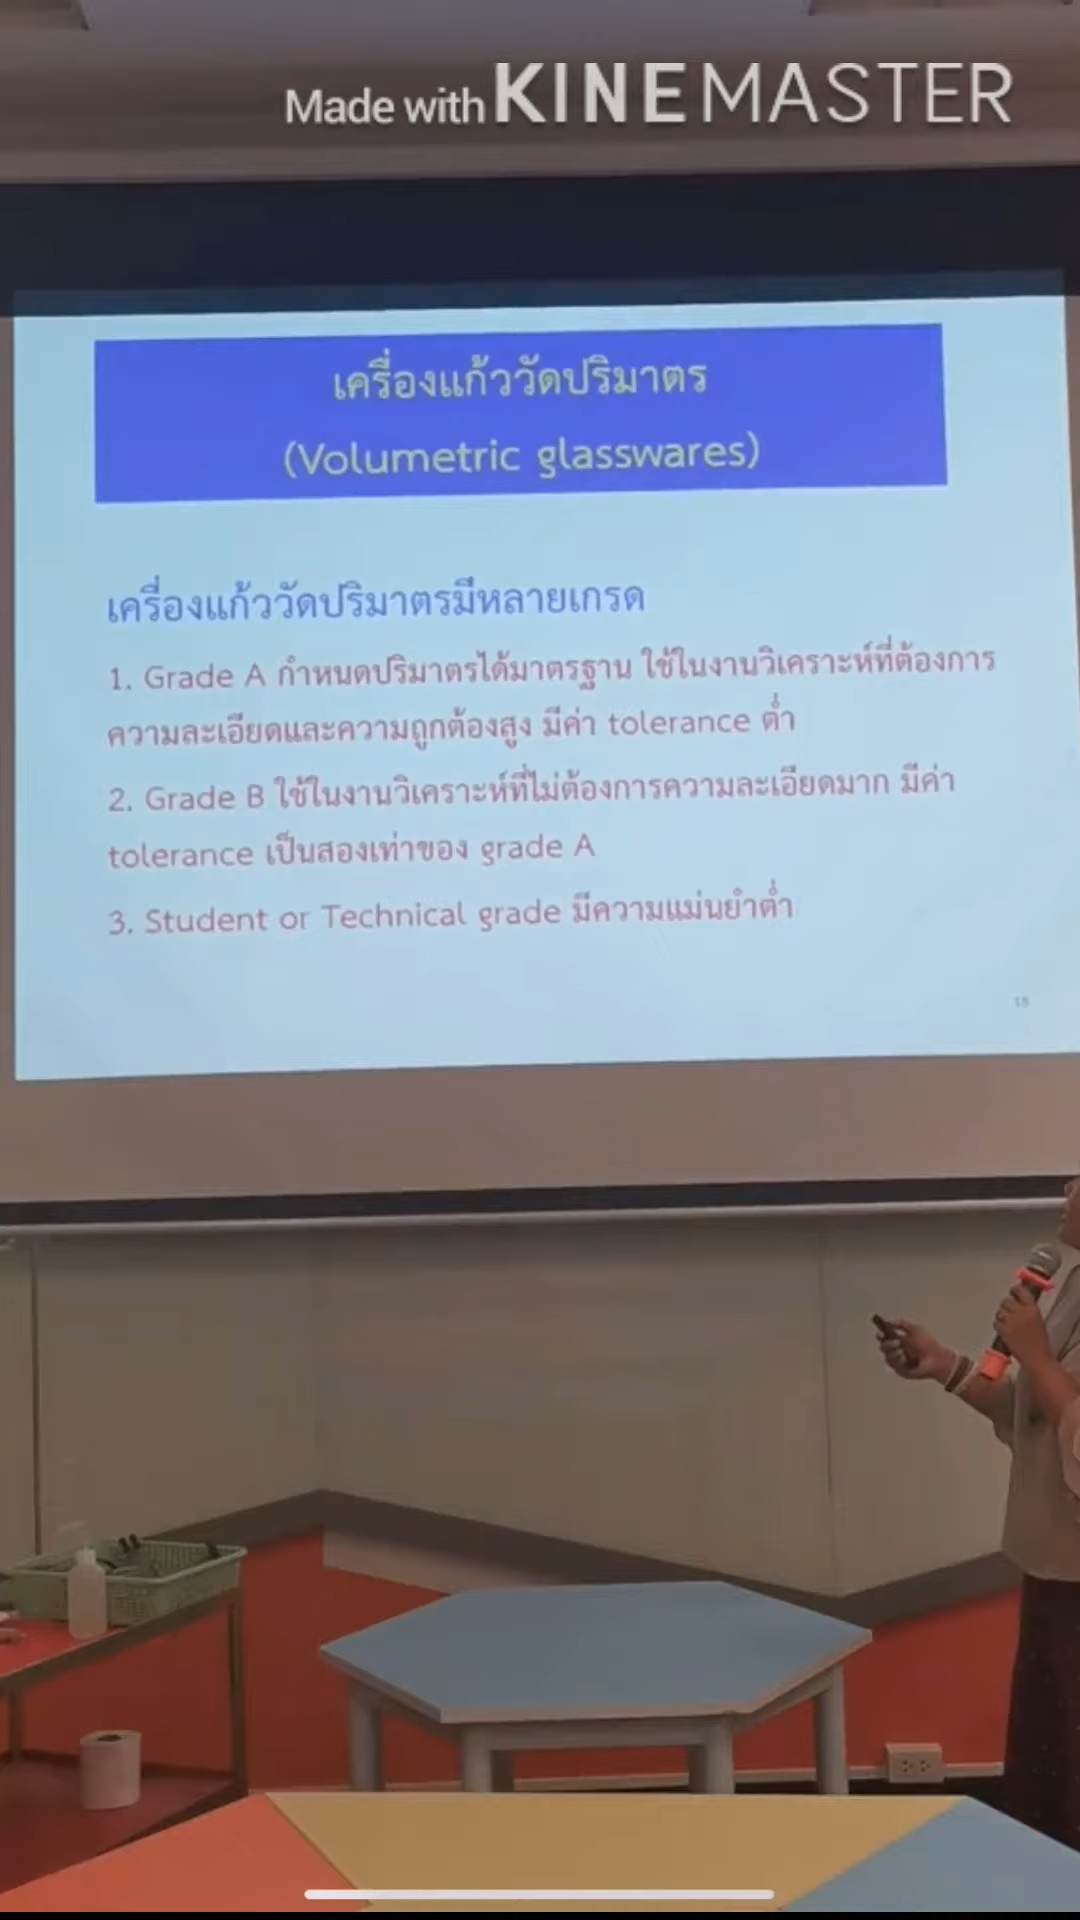 Made with KINEMASTER
เครื่องแก้ววัดปริมาตร
(Volumetric glasswares)
เครื่องแก้ววัดปริมาตรมีหลายเกรด
1. Grade A กำหนดปริมาตรได้มาตรฐาน ใช้ในงานวิเคราะห์ที่ต้องการ
ความละเอียดและความถูกต้องสูง มีค่า tolerance ต่ำ
2. Grade B ใช้ในงานวิเคราะห์ที่ไม่ต้องการความละเอียดมาก มีค่า
tolerance เป็นสองเท่าของ grade A
3. Student or Technical grade มีความแม่นยำต่ำ